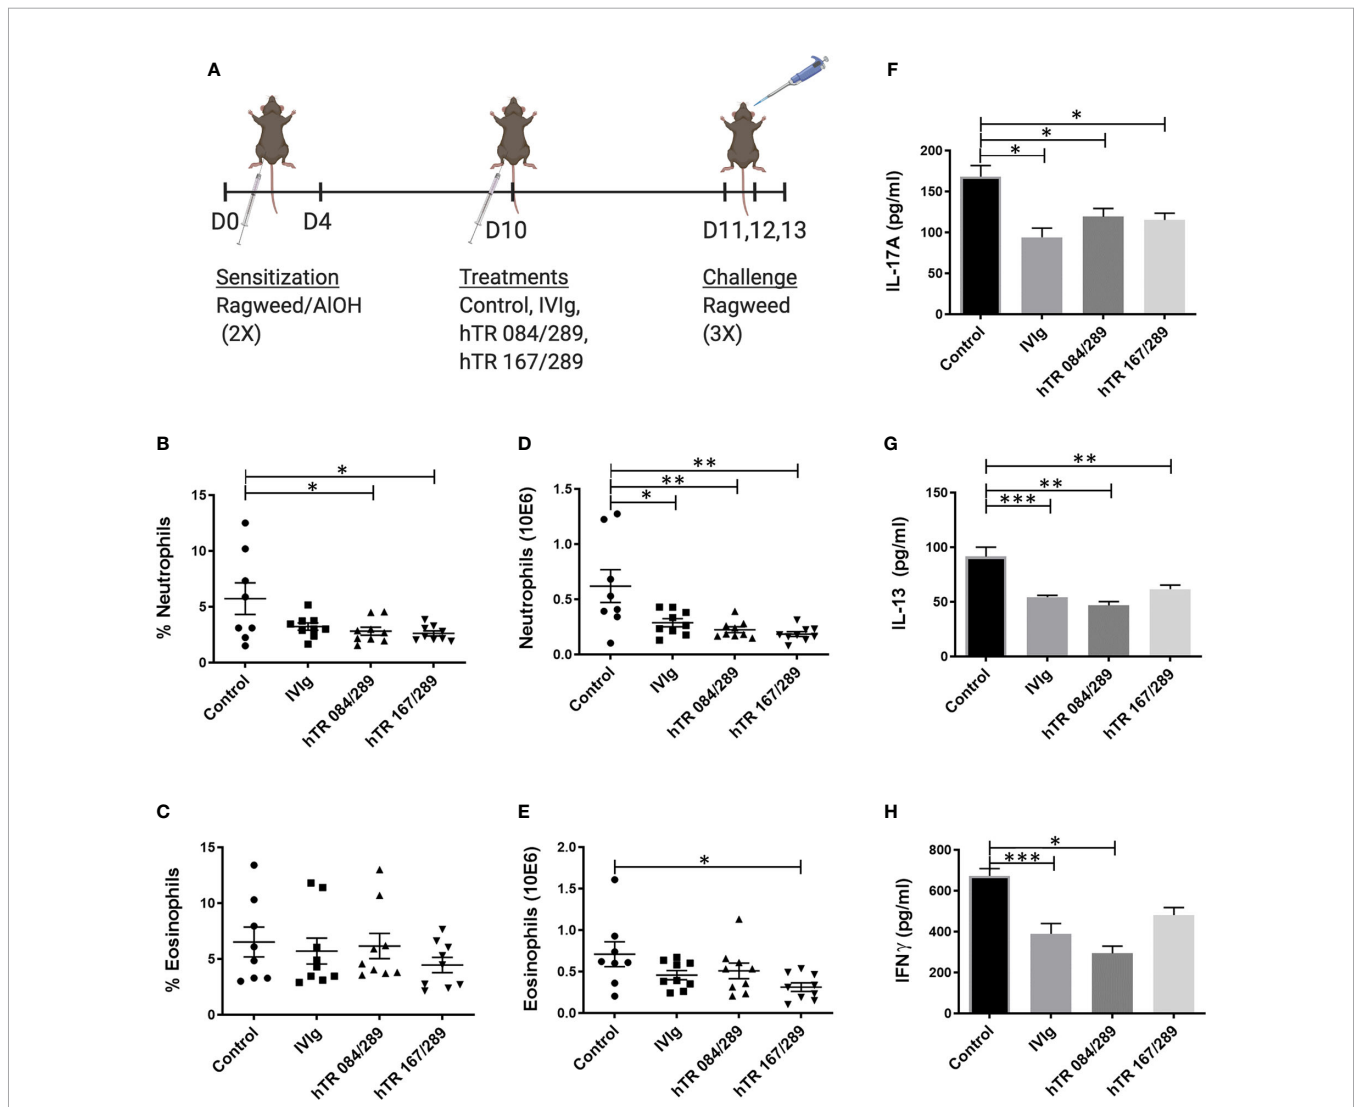 A
D0
D4
D10
D11,12,13
Sensitization
Ragweed/AlOH
(2X)
Treatments
Control, IVIg,
hTR 084/289,
hTR 167/289
Challenge
Ragweed
(3X)
B
% Neutrophils
15
10
5
0
*
*
Control
IVIg
hTR 084/289
hTR 167/289
C
% Eosinophils
15
10
5
0
Control
IVIg
hTR 084/289
hTR 167/289
D
Neutrophils (10E6)
1.5
1.0
0.5
0.0
**
**
*
Control
IVIg
hTR 084/289
hTR 167/289
E
Eosinophils (10E6)
2.0
1.5
1.0
0.5
0.0
*
Control
IVIg
hTR 084/289
hTR 167/289
F
IL-17A (pg/ml)
200
150
100
50
0
*
*
*
Control
IVIg
hTR 084/289
hTR 167/289
G
IL-13 (pg/ml)
150
100
50
0
**
**
***
Control
IVIg
hTR 084/289
hTR 167/289
H
IFNγ (pg/ml)
800
600
400
200
0
*
***
Control
IVIg
hTR 084/289
hTR 167/289